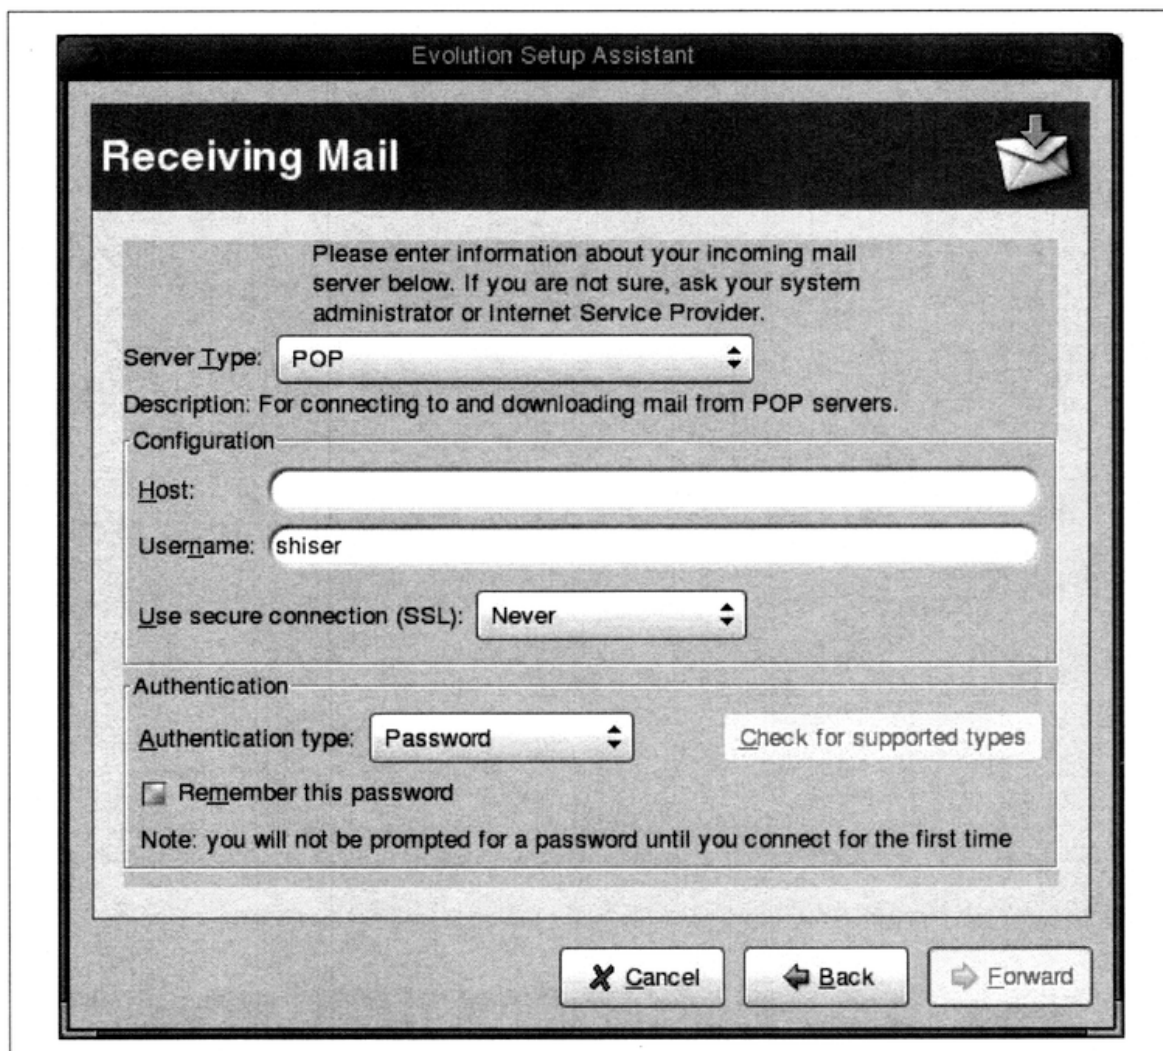 Evolution Setup Assistant
Receiving Mail
Please enter information about your incoming mail
server below. If you are not sure, ask your system
administrator or Internet Service Provider.
Server Type: POP
Description: For connecting to and downloading mail from POP servers.
Configuration
Host:
Username: shiser
Use secure connection (SSL): Never
Authentication
Authentication type: Password Check for supported types
Remember this password
Note: you will not be prompted for a password until you connect for the first time
Cancel Back Forward